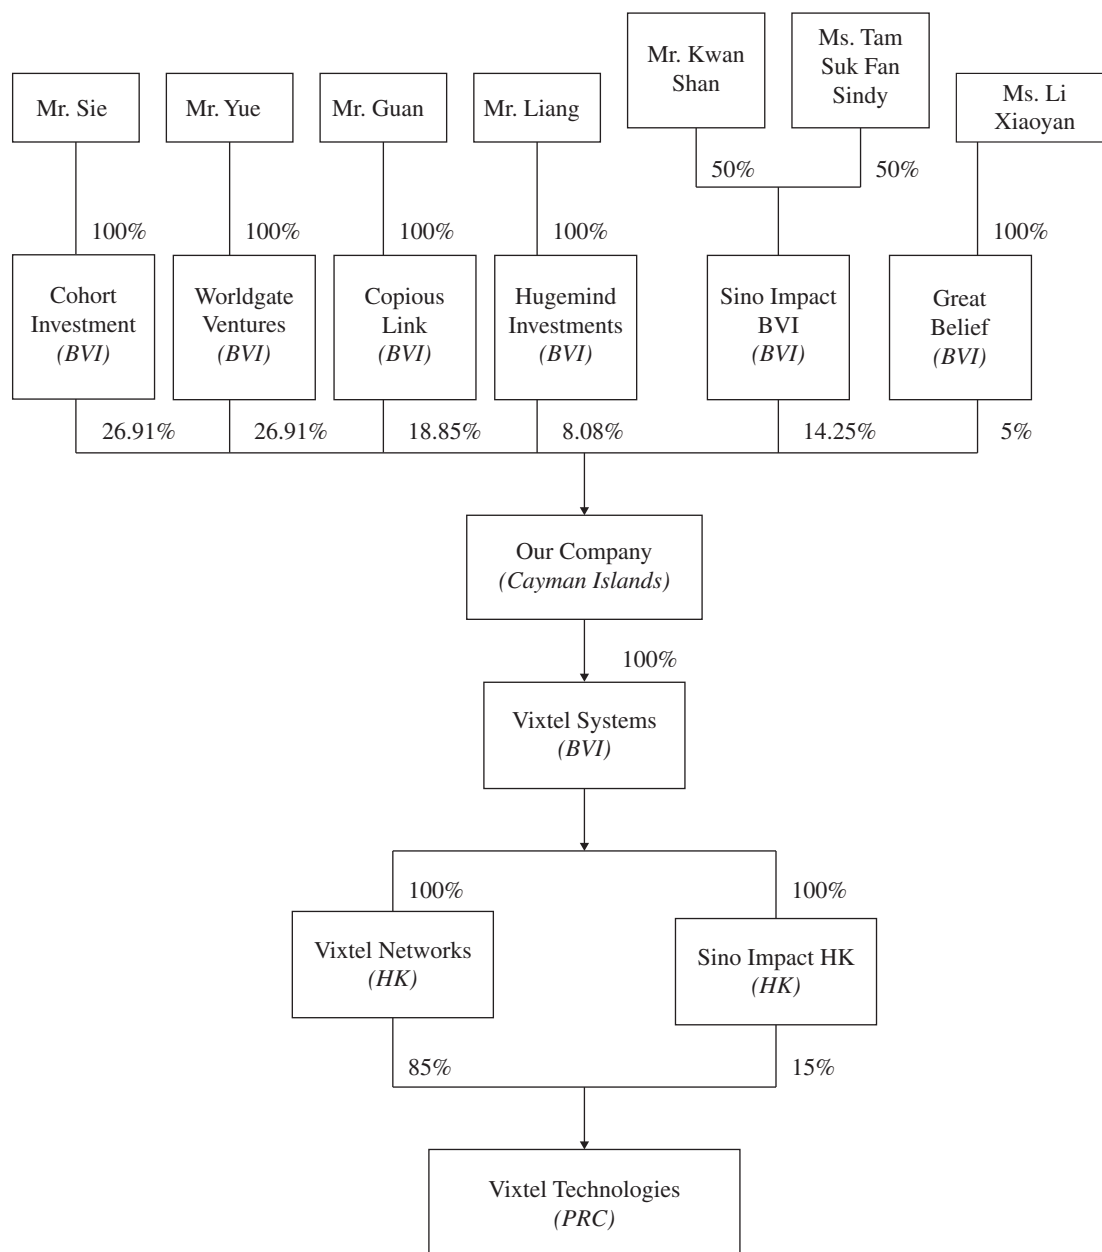 Mr. Sie
Mr. Yue
Mr. Guan
Mr. Liang
Mr. Kwan
Shan
Ms. Tam
Suk Fan
Sindy
Ms. Li
Xiaoyan
50%
50%
100%
100%
100%
100%
100%
Cohort
Investment
(BVI)
Worldgate
Ventures
(BVI)
Copious
Link
(BVI)
Hugemind
Investments
(BVI)
Sino Impact
BVI
(BVI)
Great
Belief
(BVI)
26.91%
26.91%
18.85%
8.08%
14.25%
5%
Our Company
(Cayman Islands)
100%
Vixtel Systems
(BVI)
100%
100%
Vixtel Networks
(HK)
Sino Impact HK
(HK)
85%
15%
Vixtel Technologies
(PRC)